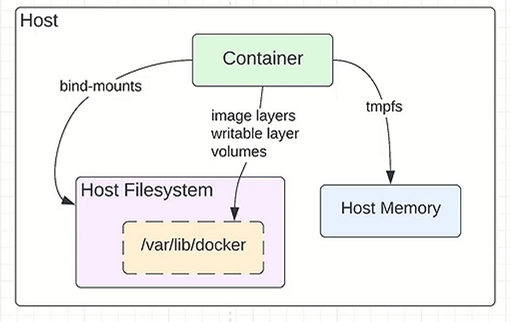 Host
Container
bind-mounts
image layers
writable layer
volumes
tmpfs
Host Filesystem
/var/lib/docker
Host Memory